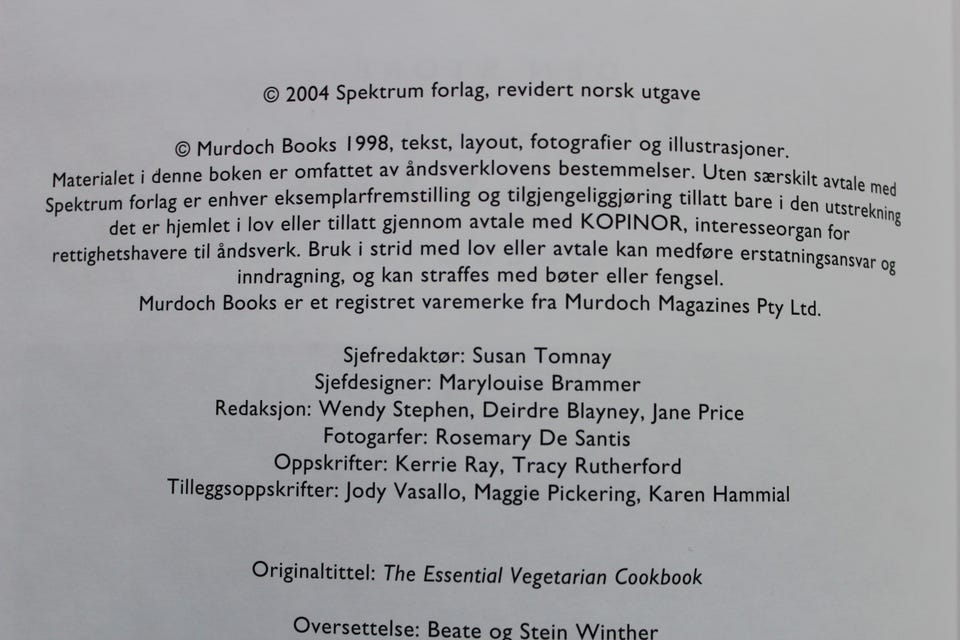 © 2004 Spektrum forlag, revidert norsk utgave
© Murdoch Books 1998, tekst, layout, fotografier og illustrasjoner.
Materialet i denne boken er omfattet av åndsverklovens bestemmelser. Uten særskilt avtale med
Spektrum forlag er enhver eksemplarfremstilling og tilgjengeliggjøring tillatt bare i den utstrekning
det er hjemlet i lov eller tillatt gjennom avtale med KOPINOR, interesseorgan for
rettighetshavere til åndsverk. Bruk i strid med lov eller avtale kan medføre erstatningsansvar og
inndragning, og kan straffes med bøter eller fengsel.
Murdoch Books er et registret varemerke fra Murdoch Magazines Pty Ltd.
Sjefredaktør: Susan Tomnay
Sjefdesigner: Marylouise Brammer
Redaksjon: Wendy Stephen, Deirdre Blayney, Jane Price
Fotogarfer: Rosemary De Santis
Oppskrifter: Kerrie Ray, Tracy Rutherford
Tilleggsoppskrifter: Jody Vasallo, Maggie Pickering, Karen Hammial
Originaltittel: The Essential Vegetarian Cookbook
Oversettelse: Beate og Stein Winther